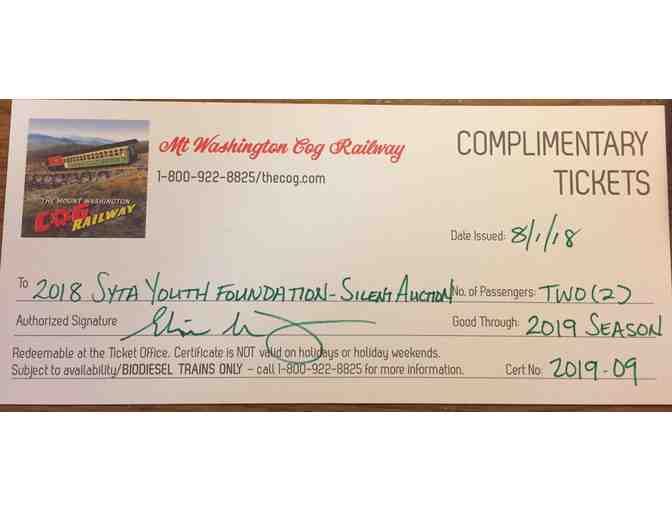 THE MOUNT WASHINGTON
COG
RAILWAY
Mt Washington Cog Railway
1-800-922-8825/thecog.com
COMPLIMENTARY
TICKETS
Date Issued: 8/1/18
To 2018 SYTA YOUTH FOUNDATION-SILENT AUCTION No. of Passengers: TWO (2)
Authorized Signature Good Through: 2019 SEASON
Redeemable at the Ticket Office. Certificate is NOT valid on holidays or holiday weekends.
Subject to availability/BIODIESEL TRAINS ONLY – call 1-800-922-8825 for more information. Cert No: 2019-09